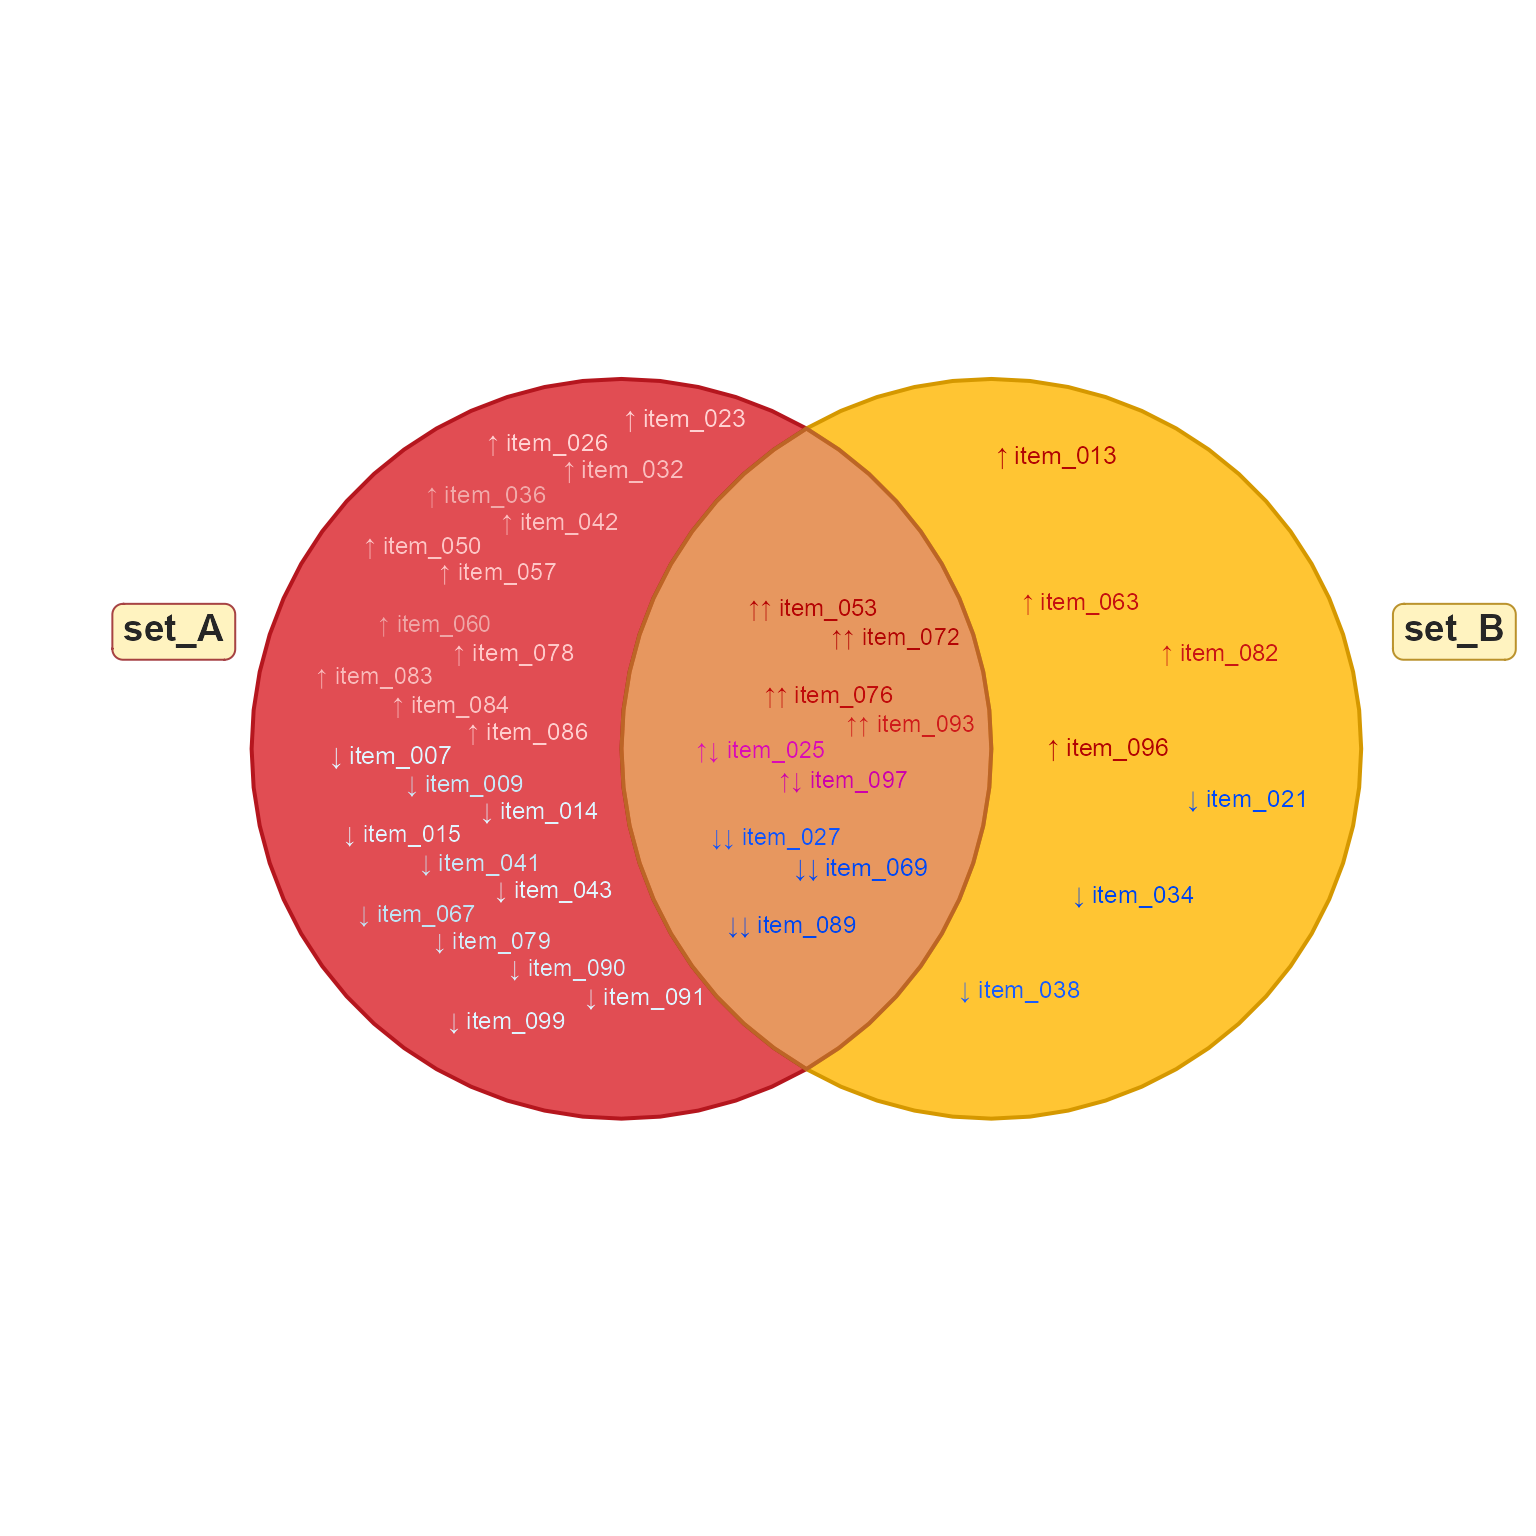 set_A
set_B
↑ item_023
↑ item_026
↑ item_032
↑ item_036
↑ item_042
↑ item_050
↑ item_057
↑ item_060
↑ item_078
↑ item_083
↑ item_084
↑ item_086
↓ item_007
↓ item_009
↓ item_014
↓ item_015
↓ item_041
↓ item_043
↓ item_067
↓ item_079
↓ item_090
↓ item_091
↓ item_099
↑↑ item_053
↑↑ item_072
↑↑ item_076
↑↑ item_093
↑↓ item_025
↑↓ item_097
↓↓ item_027
↓↓ item_069
↓↓ item_089
↑ item_013
↑ item_063
↑ item_082
↑ item_096
↓ item_021
↓ item_034
↓ item_038